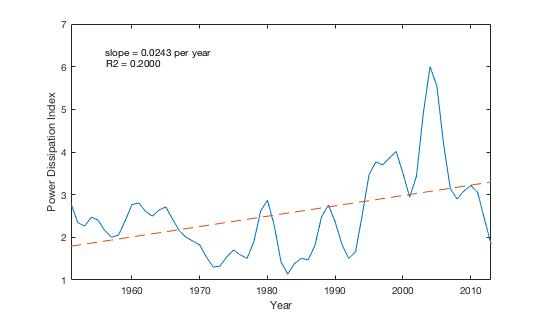 7
slope = 0.0243 per year
R2 = 0.2000
6
5
4
3
2
1
Power Dissipation Index
1960 1970 1980 1990 2000 2010
Year